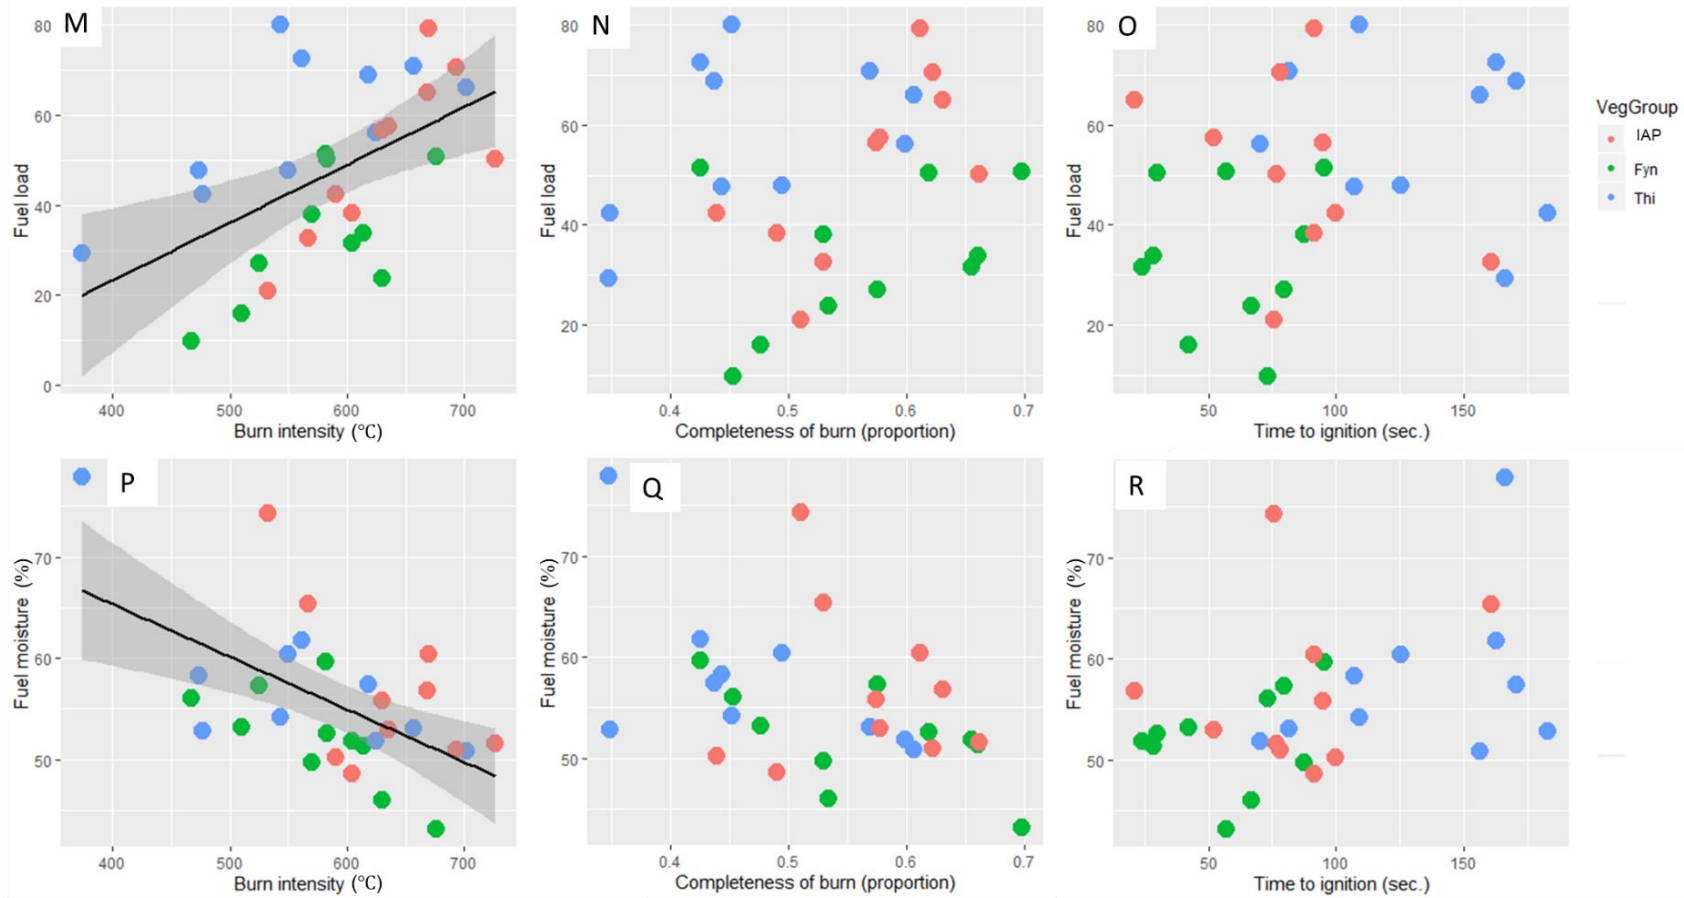 M
80
60
40
20
0
Fuel load
400 500 600 700
Burn intensity (°C)
N
80
60
40
20
Fuel load
0.4 0.5 0.6 0.7
Completeness of burn (proportion)
O
80
60
40
20
Fuel load
50 100 150
Time to ignition (sec.)
VegGroup
IAP
Fyn
Thi
P
70
60
50
Fuel moisture (%)
400 500 600 700
Burn intensity (°C)
Q
70
60
50
Fuel moisture (%)
0.4 0.5 0.6 0.7
Completeness of burn (proportion)
R
70
60
50
Fuel moisture (%)
50 100 150
Time to ignition (sec.)